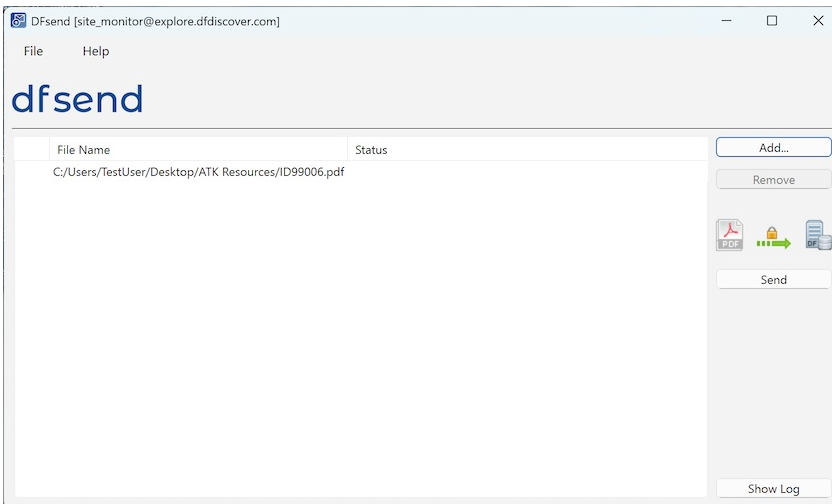 DFsend [site_monitor@explore.dfdiscover.com]
File Help
dfsend
File Name Status
C:/Users/TestUser/Desktop/ATK Resources/ID99006.pdf
Add...
Remove
PDF
DF
Send
Show Log